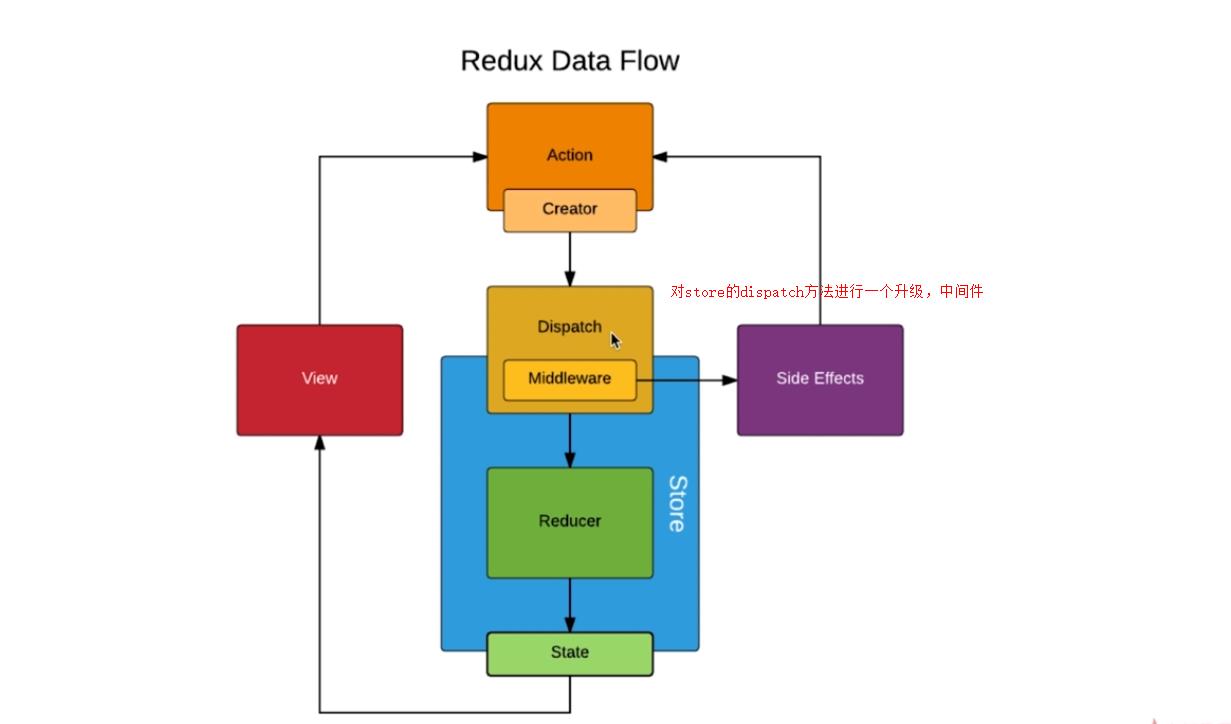 Redux Data Flow
Action
Creator
对store的dispatch方法进行一个升级，中间件
Dispatch
View
Middleware
Side Effects
Store
Reducer
State